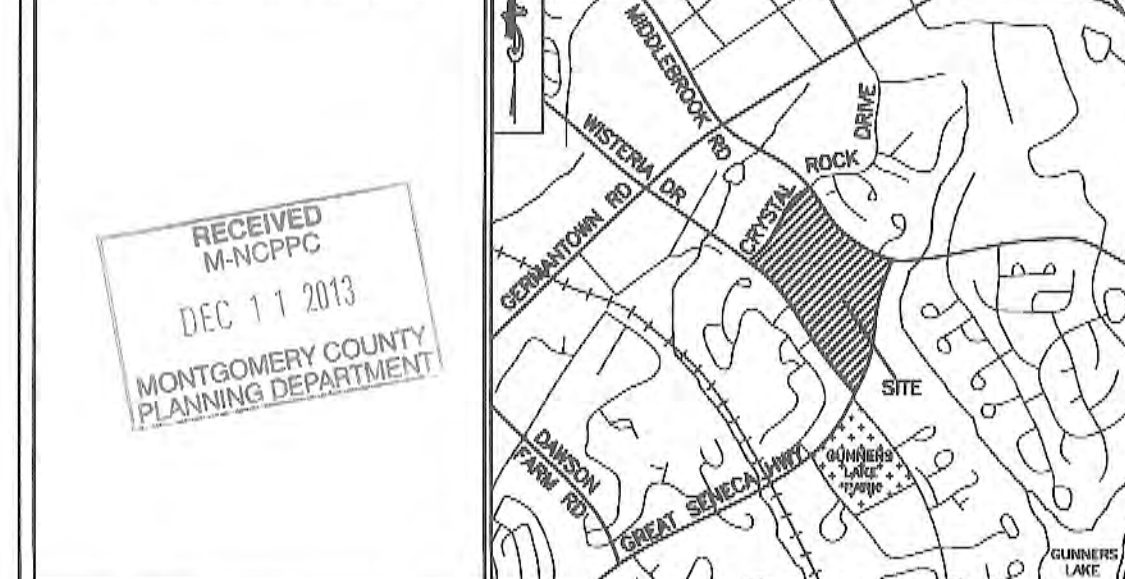 RECEIVED
M-NCPPC
DEC 11 2013
MONTGOMERY COUNTY
PLANNING DEPARTMENT
MIDDLEBROOK RD
WISTERIA DR
GERMANTOWN RD
CRYSTAL
ROCK
DRIVE
SITE
DAWSON
FARM RD
GREAT SENECA HWY
GUNNERS
LAKE
PARK
GUNNERS
LAKE